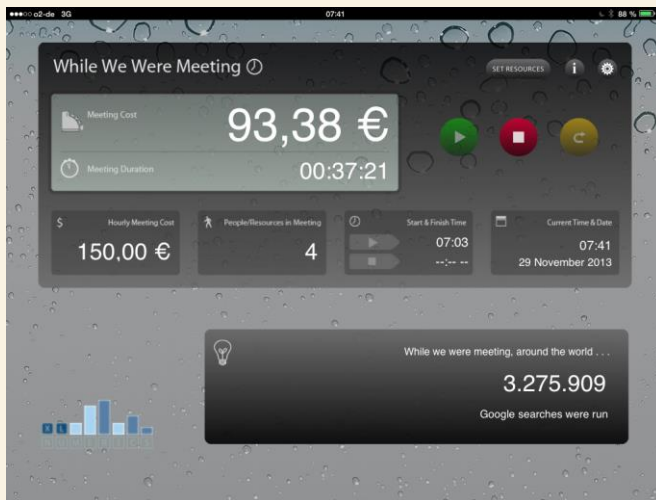 o2-de 3G 07:41 88 %
While We Were Meeting
SET RESOURCES i
Meeting Cost 93,38 €
Meeting Duration 00:37:21
$ Hourly Meeting Cost
150,00 €
People/Resources in Meeting
4
Start & Finish Time
07:03
--:-- --
Current Time & Date
07:41
29 November 2013
While we were meeting, around the world . . .
3.275.909
Google searches were run
K L
N U M E R I C S